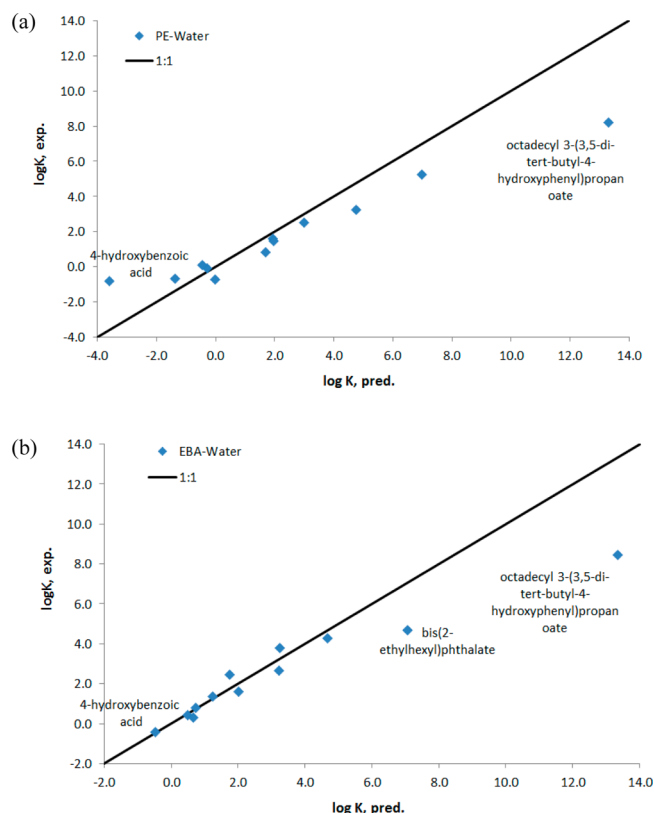 (a)
14.0
12.0
10.0
8.0
6.0
4.0
2.0
0.0
-2.0
-4.0
logK, exp.
PE-Water
1:1
4-hydroxybenzoic
acid
octadecyl 3-(3,5-di-
tert-butyl-4-
hydroxyphenyl)propan
oate
-4.0 -2.0 0.0 2.0 4.0 6.0 8.0 10.0 12.0 14.0
log K, pred.
(b)
14.0
12.0
10.0
8.0
6.0
4.0
2.0
0.0
-2.0
logK, exp.
EBA-Water
1:1
4-hydroxybenzoic
acid
bis(2-
ethylhexyl)phthalate
octadecyl 3-(3,5-di-
tert-butyl-4-
hydroxyphenyl)propan
oate
-2.0 0.0 2.0 4.0 6.0 8.0 10.0 12.0 14.0
log K, pred.